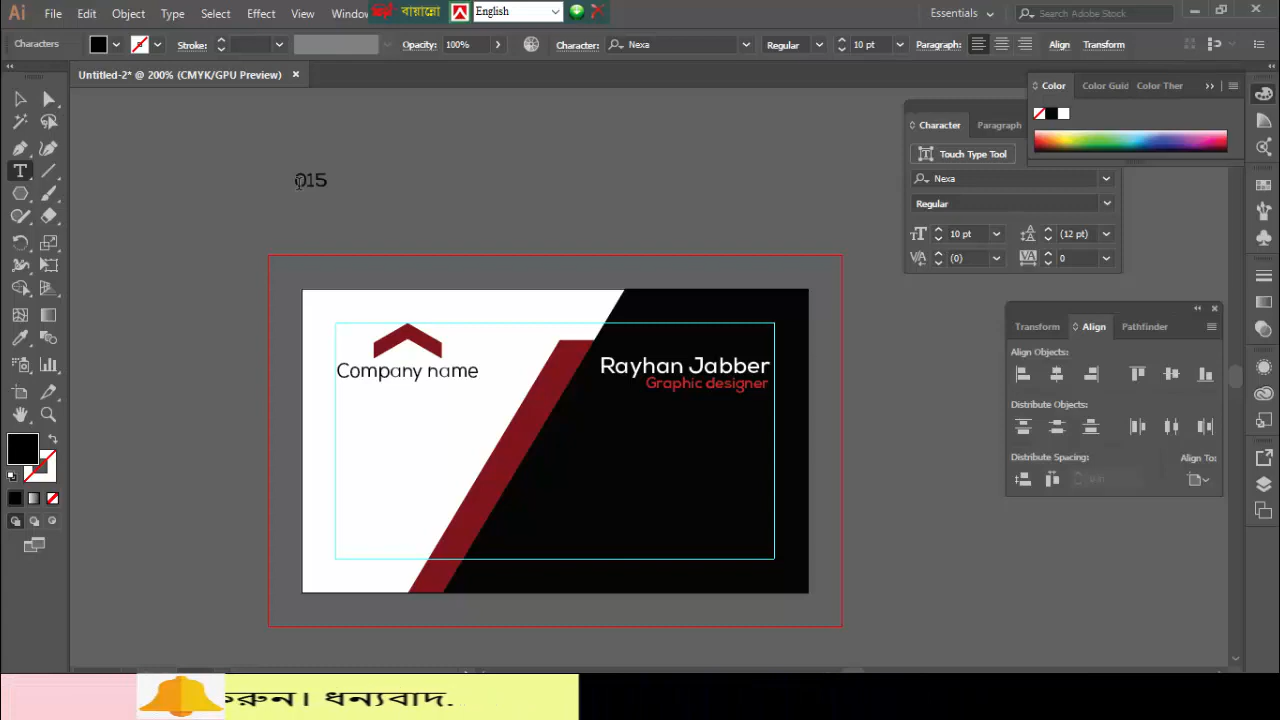 Ai File Edit Object Type Select Effect View Window বায়ান্নো English Essentials Search Adobe Stock
Characters Stroke: Opacity: 100% Character: Nexa Regular 10 pt Paragraph: Align Transform
Untitled-2* @ 200% (CMYK/GPU Preview) ×
Color Color Guid Color Ther
Character Paragraph
Touch Type Tool
Nexa
Regular
10 pt (12 pt)
(0) 0
015
Company name
Rayhan Jabber
Graphic designer
Transform Align Pathfinder
Align Objects:
Distribute Objects:
Distribute Spacing: Align To:
0 in
করুন। ধন্যবাদ.